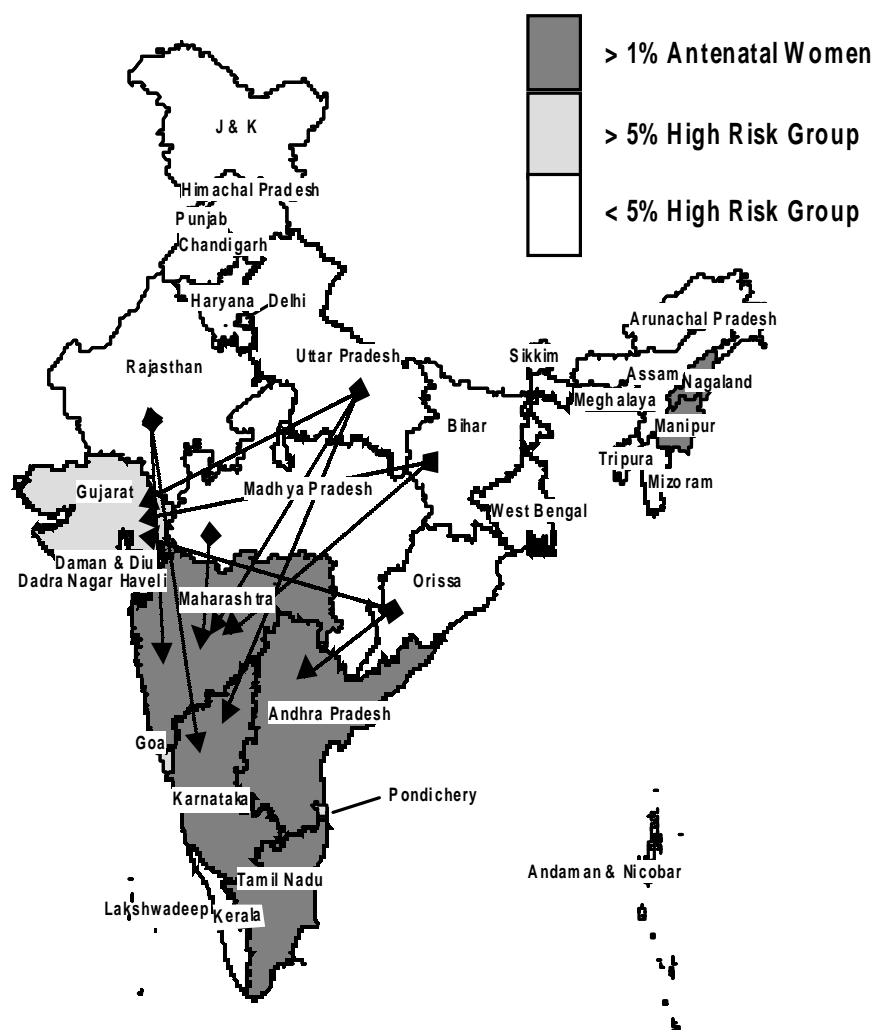 > 1% Antenatal Women
> 5% High Risk Group
< 5% High Risk Group
J & K
Himachal Pradesh
Punjab
Chandigarh
Haryana
Delhi
Arunachal Pradesh
Rajasthan
Uttar Pradesh
Sikkim
Assam
Nagaland
Meghalaya
Bihar
Manipur
Tripura
Mizoram
Gujarat
Madhya Pradesh
West Bengal
Daman & Diu
Dadra Nagar Haveli
Orissa
Maharashtra
Andhra Pradesh
Goa
Karnataka
Pondichery
Tamil Nadu
Andaman & Nicobar
Lakshwadeep
Kerala